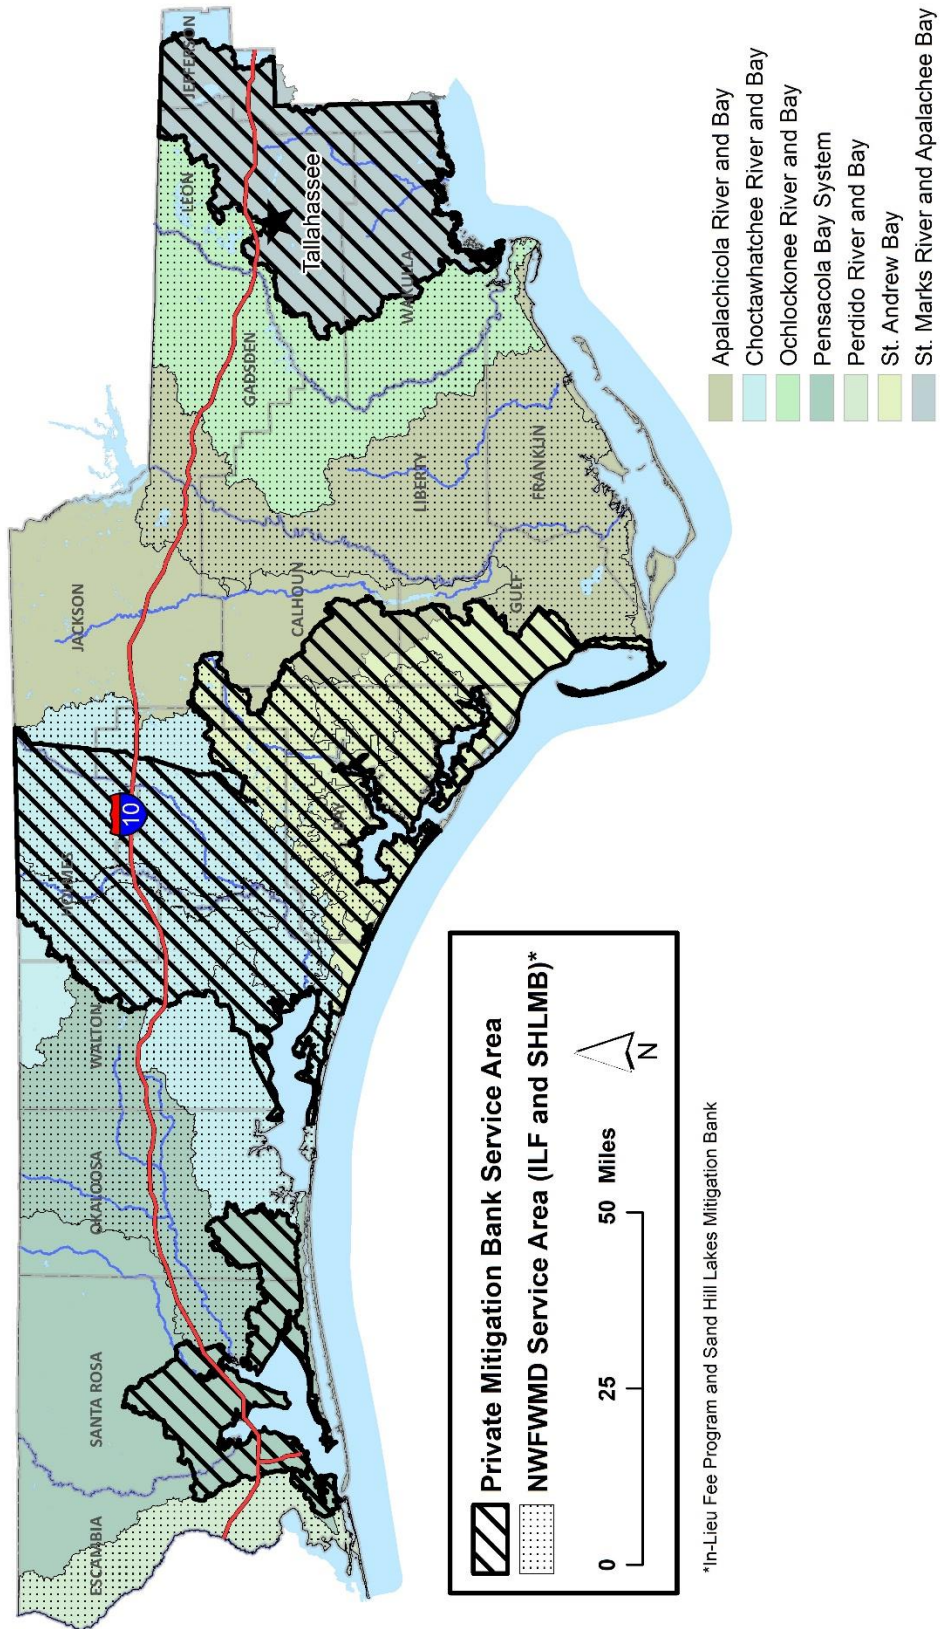 ESCAMBIA
SANTA ROSA
OKALOOSA
WALTON
HOLMES
JACKSON
CALHOUN
BAY
GULF
LIBERTY
FRANKLIN
GADSDEN
LEON
WAKULLA
JEFFERSON
Tallahassee
10
Private Mitigation Bank Service Area
NWFWMD Service Area (ILF and SHLMB)*
0 25 50 Miles
N
*In-Lieu Fee Program and Sand Hill Lakes Mitigation Bank
Apalachicola River and Bay
Choctawhatchee River and Bay
Ochlockonee River and Bay
Pensacola Bay System
Perdido River and Bay
St. Andrew Bay
St. Marks River and Apalachee Bay